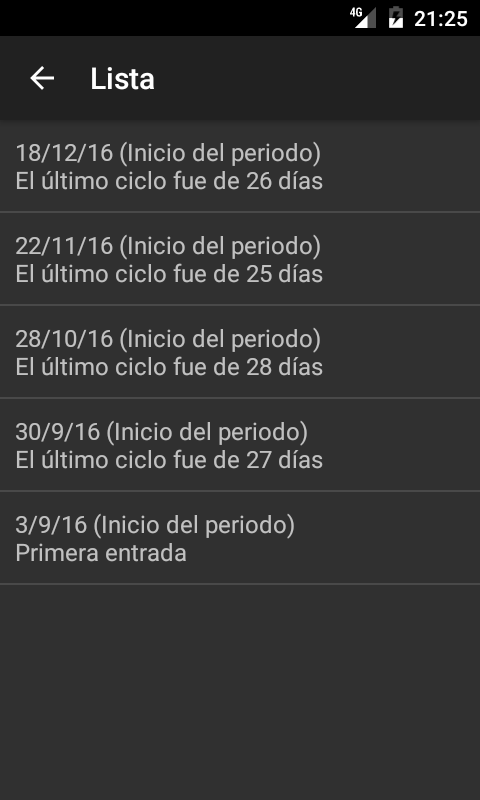 4G 21:25
Lista
18/12/16 (Inicio del periodo)
El último ciclo fue de 26 días
22/11/16 (Inicio del periodo)
El último ciclo fue de 25 días
28/10/16 (Inicio del periodo)
El último ciclo fue de 28 días
30/9/16 (Inicio del periodo)
El último ciclo fue de 27 días
3/9/16 (Inicio del periodo)
Primera entrada